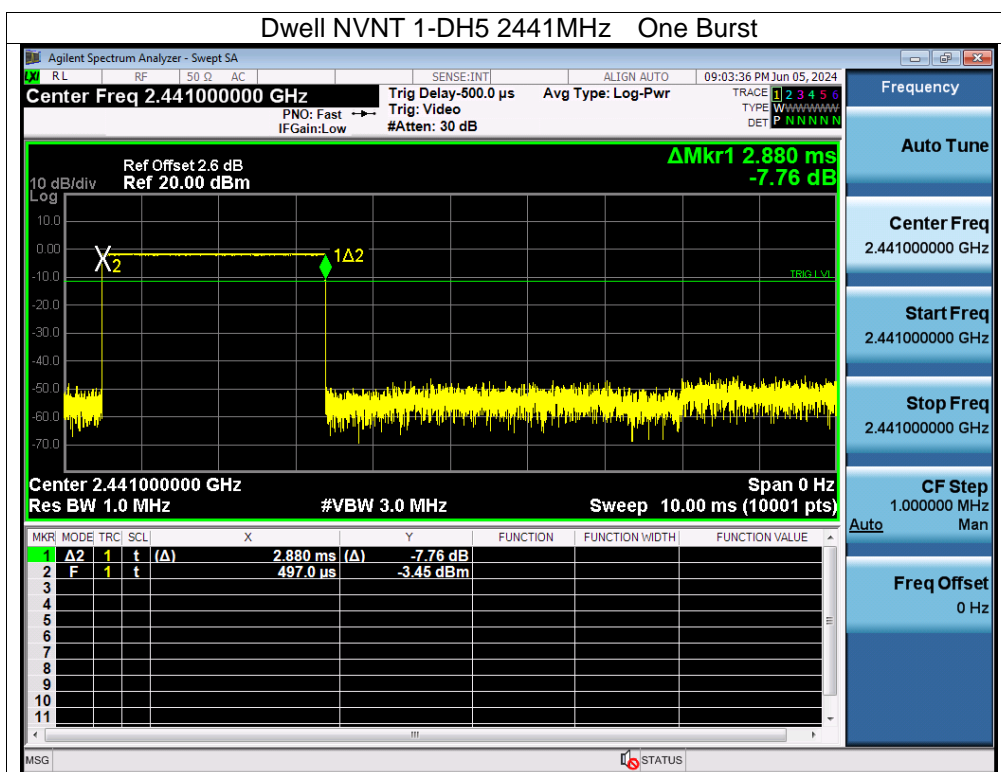 Dwell NVNT 1-DH5 2441MHz One Burst
Agilent Spectrum Analyzer - Swept SA
LXI RL RF 50 Ω AC SENSE:INT ALIGN AUTO 09:03:36 PM Jun 05, 2024
Center Freq 2.441000000 GHz Trig Delay-500.0 µs Avg Type: Log-Pwr TRACE 1 2 3 4 5 6
PNO: Fast Trig: Video TYPE WWWWWW
IFGain:Low #Atten: 30 dB DET P NNNNN
ΔMkr1 2.880 ms
-7.76 dB
Ref Offset 2.6 dB
10 dB/div Ref 20.00 dBm
Log
10.0
0.00
-10.0
-20.0
-30.0
-40.0
-50.0
-60.0
-70.0
2
1Δ2
TRIG LVL
Center 2.441000000 GHz Span 0 Hz
Res BW 1.0 MHz #VBW 3.0 MHz Sweep 10.00 ms (10001 pts)
MKR MODE TRC SCL X Y FUNCTION FUNCTION WIDTH FUNCTION VALUE
1 Δ2 1 t (Δ) 2.880 ms (Δ) -7.76 dB
2 F 1 t 497.0 µs -3.45 dBm
3
4
5
6
7
8
9
10
11
MSG STATUS
Frequency
Auto Tune
Center Freq
2.441000000 GHz
Start Freq
2.441000000 GHz
Stop Freq
2.441000000 GHz
CF Step
1.000000 MHz
Auto Man
Freq Offset
0 Hz